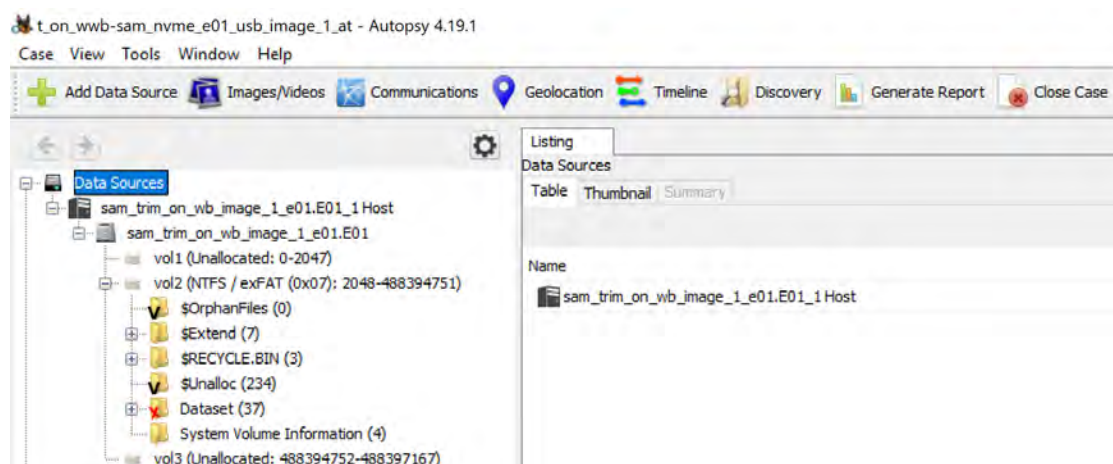 t_on_wwb-sam_nvme_e01_usb_image_1_at - Autopsy 4.19.1
Case View Tools Window Help
Add Data Source Images/Videos Communications Geolocation Timeline Discovery Generate Report Close Case
Listing
Data Sources
Table Thumbnail Summary
Name
sam_trim_on_wb_image_1_e01.E01_1 Host
Data Sources
sam_trim_on_wb_image_1_e01.E01_1 Host
sam_trim_on_wb_image_1_e01.E01
vol1 (Unallocated: 0-2047)
vol2 (NTFS / exFAT (0x07): 2048-488394751)
$OrphanFiles (0)
$Extend (7)
$RECYCLE.BIN (3)
$Unalloc (234)
Dataset (37)
System Volume Information (4)
vol3 (Unallocated: 488394752-488397167)